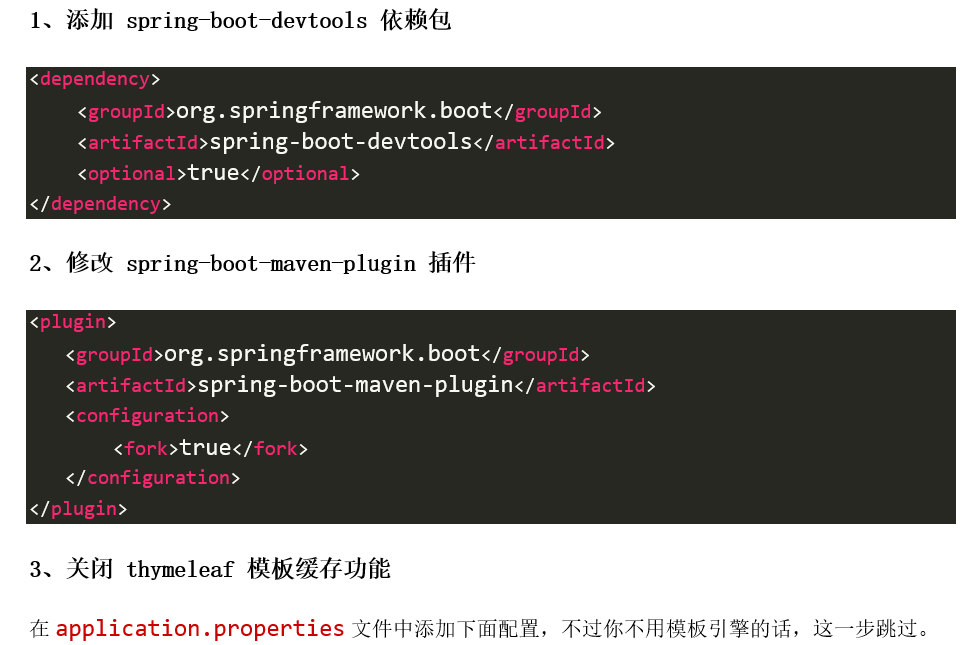 1、添加 spring-boot-devtools 依赖包
<dependency>
    <groupId>org.springframework.boot</groupId>
    <artifactId>spring-boot-devtools</artifactId>
    <optional>true</optional>
</dependency>
2、修改 spring-boot-maven-plugin 插件
<plugin>
   <groupId>org.springframework.boot</groupId>
   <artifactId>spring-boot-maven-plugin</artifactId>
   <configuration>
       <fork>true</fork>
   </configuration>
</plugin>
3、关闭 thymeleaf 模板缓存功能
在 application.properties 文件中添加下面配置，不过你不用模板引擎的话，这一步跳过。